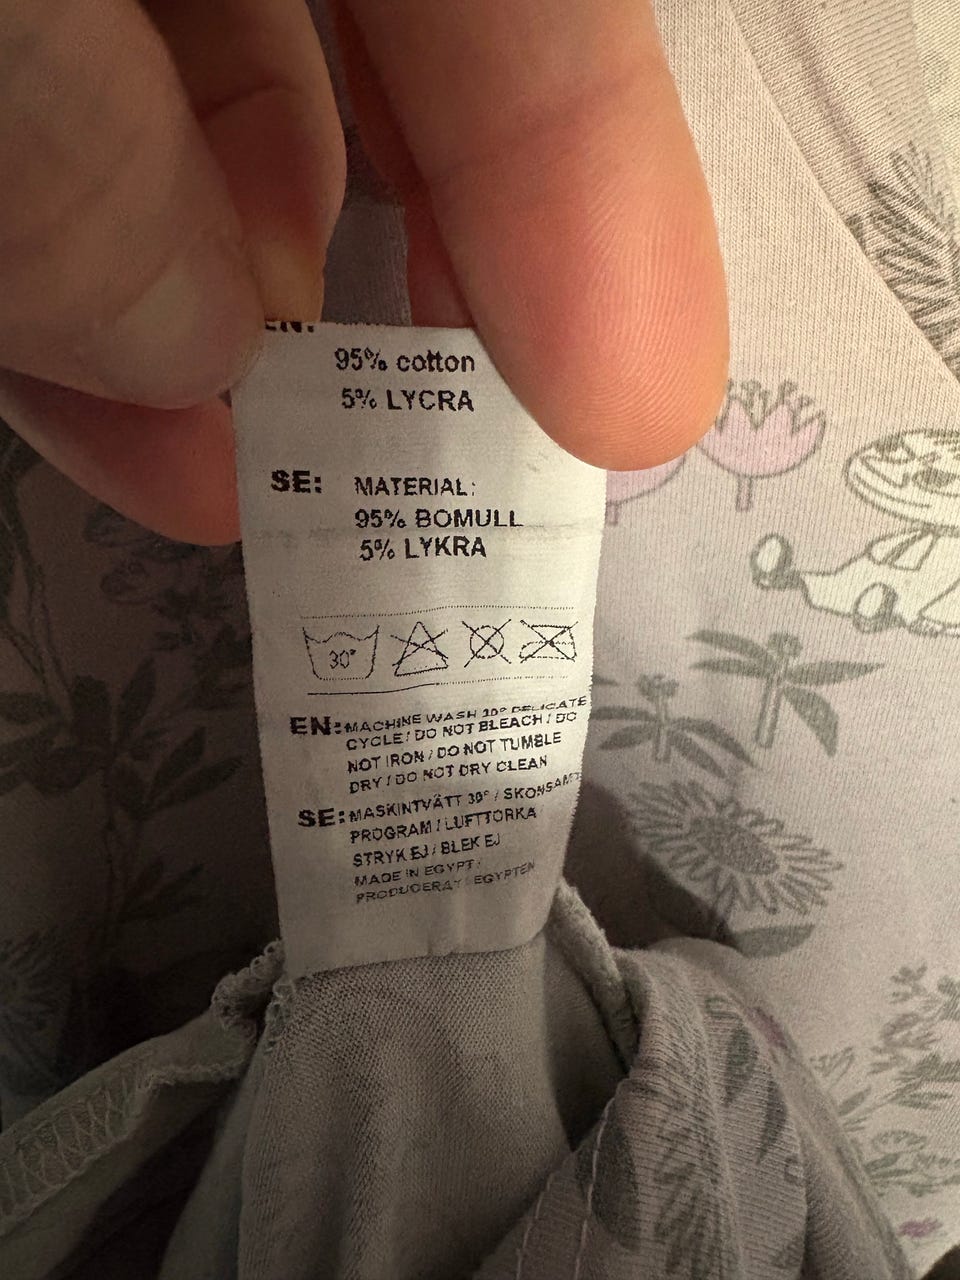 EN:
95% cotton
5% LYCRA
SE: MATERIAL:
95% BOMULL
5% LYKRA
30°
EN: MACHINE WASH 30° DELICATE
CYCLE / DO NOT BLEACH / DO
NOT IRON / DO NOT TUMBLE
DRY / DO NOT DRY CLEAN
SE: MASKINTVÄTT 30° / SKONSAMT
PROGRAM / LUFTTORKA
STRYK EJ / BLEK EJ
MADE IN EGYPT /
PRODUCERAT I EGYPTEN